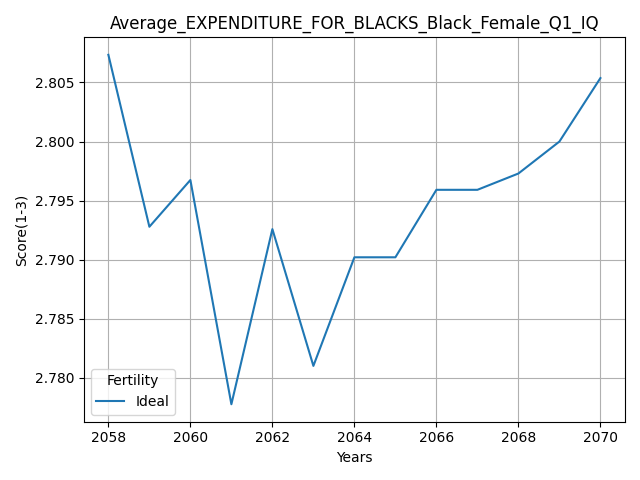 Average_EXPENDITURE_FOR_BLACKS_Black_Female_Q1_IQ
Score(1-3)
2.805
2.800
2.795
2.790
2.785
2.780
Fertility
Ideal
2058 2060 2062 2064 2066 2068 2070
Years